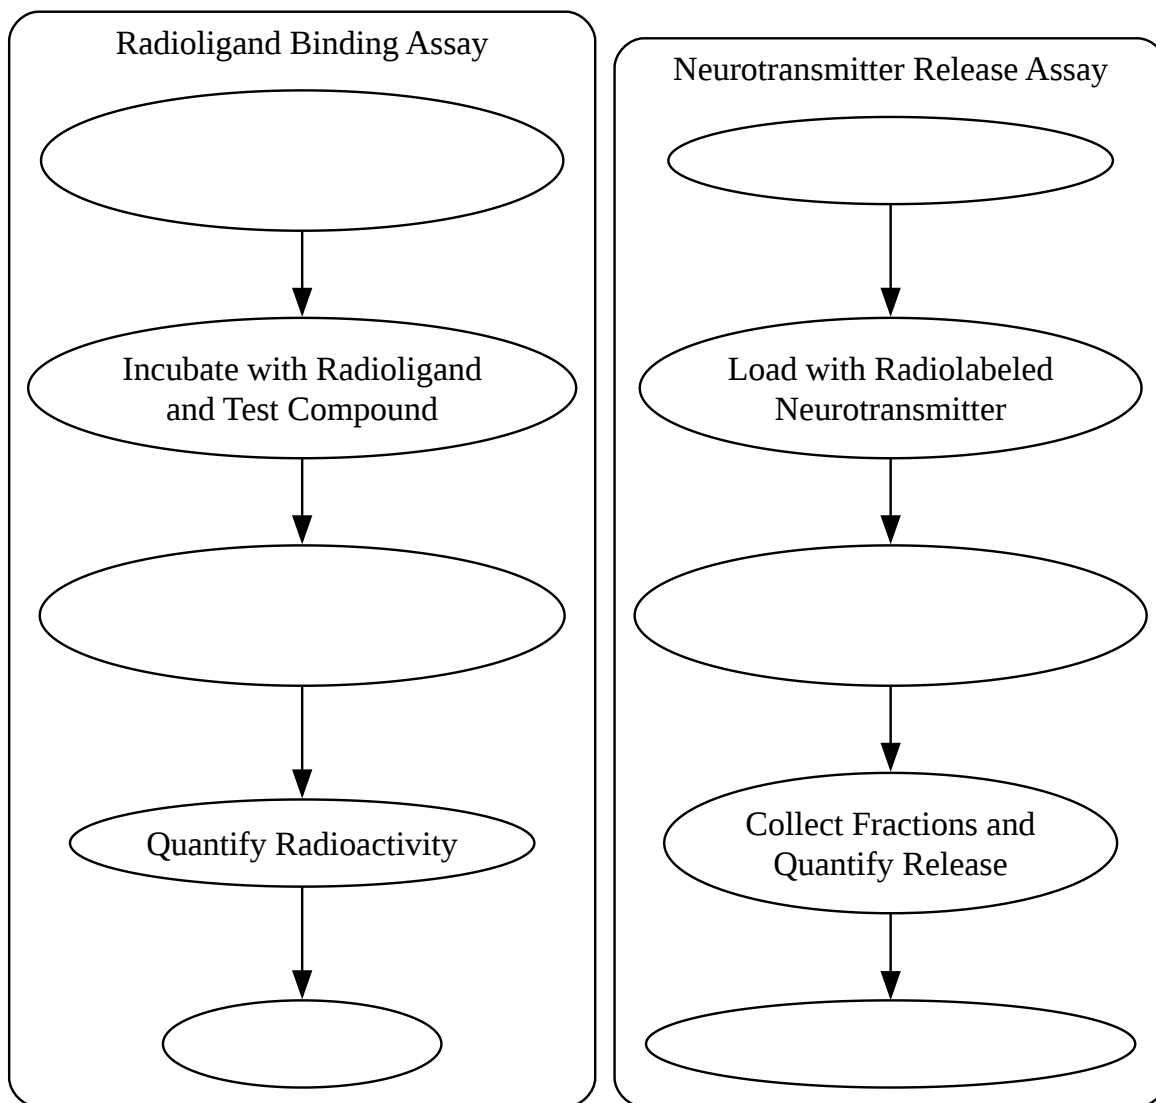 Radioligand Binding Assay
Incubate with Radioligand
and Test Compound
Quantify Radioactivity
Neurotransmitter Release Assay
Load with Radiolabeled
Neurotransmitter
Collect Fractions and
Quantify Release